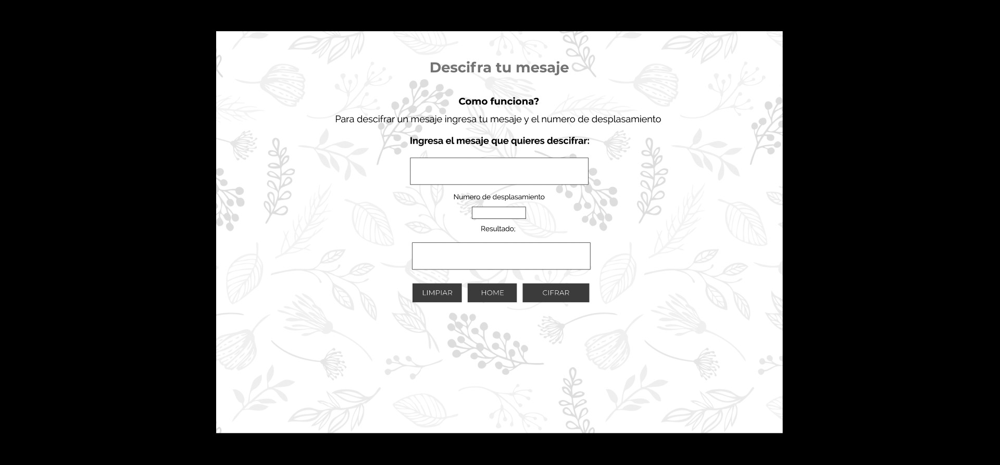 Descifra tu mesaje
Como funciona?
Para descifrar un mesaje ingresa tu mesaje y el numero de desplasamiento
Ingresa el mesaje que quieres descifrar:
Numero de desplasamiento
Resultado;
LIMPIAR HOME CIFRAR